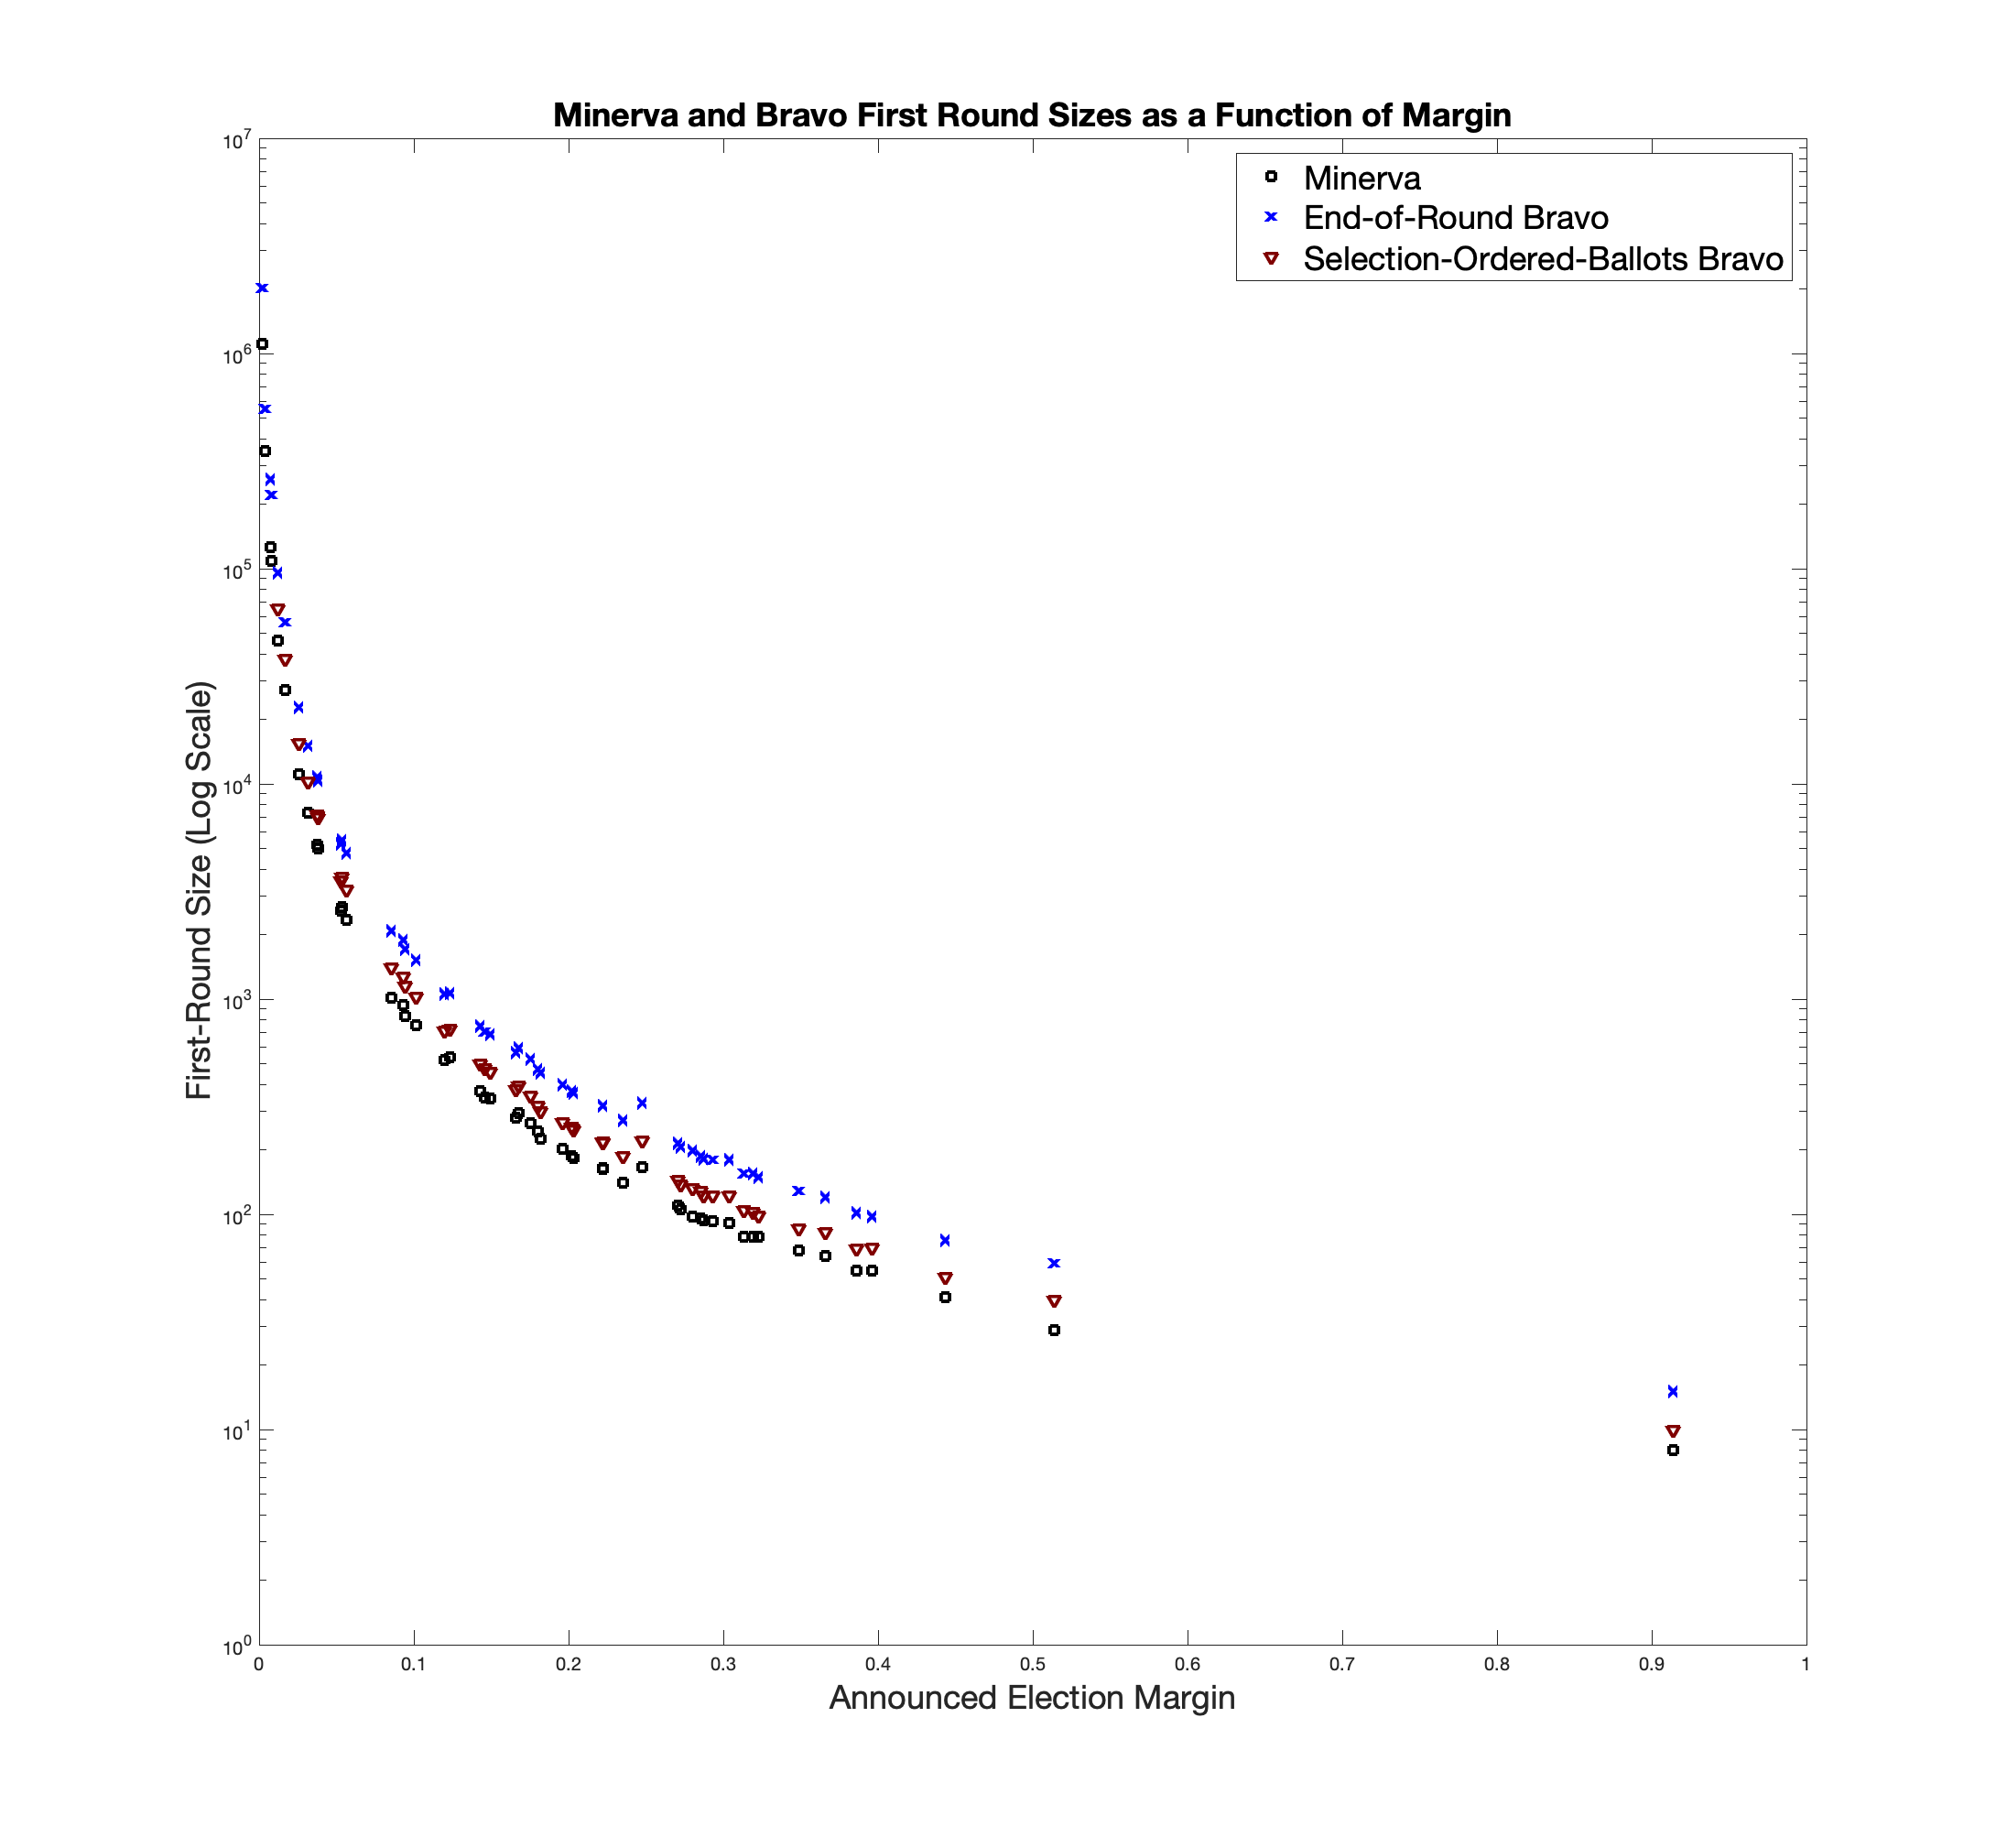 Minerva and Bravo First Round Sizes as a Function of Margin
Minerva
End-of-Round Bravo
Selection-Ordered-Ballots Bravo
First-Round Size (Log Scale)
10^7
10^6
10^5
10^4
10^3
10^2
10^1
10^0
0 0.1 0.2 0.3 0.4 0.5 0.6 0.7 0.8 0.9 1
Announced Election Margin